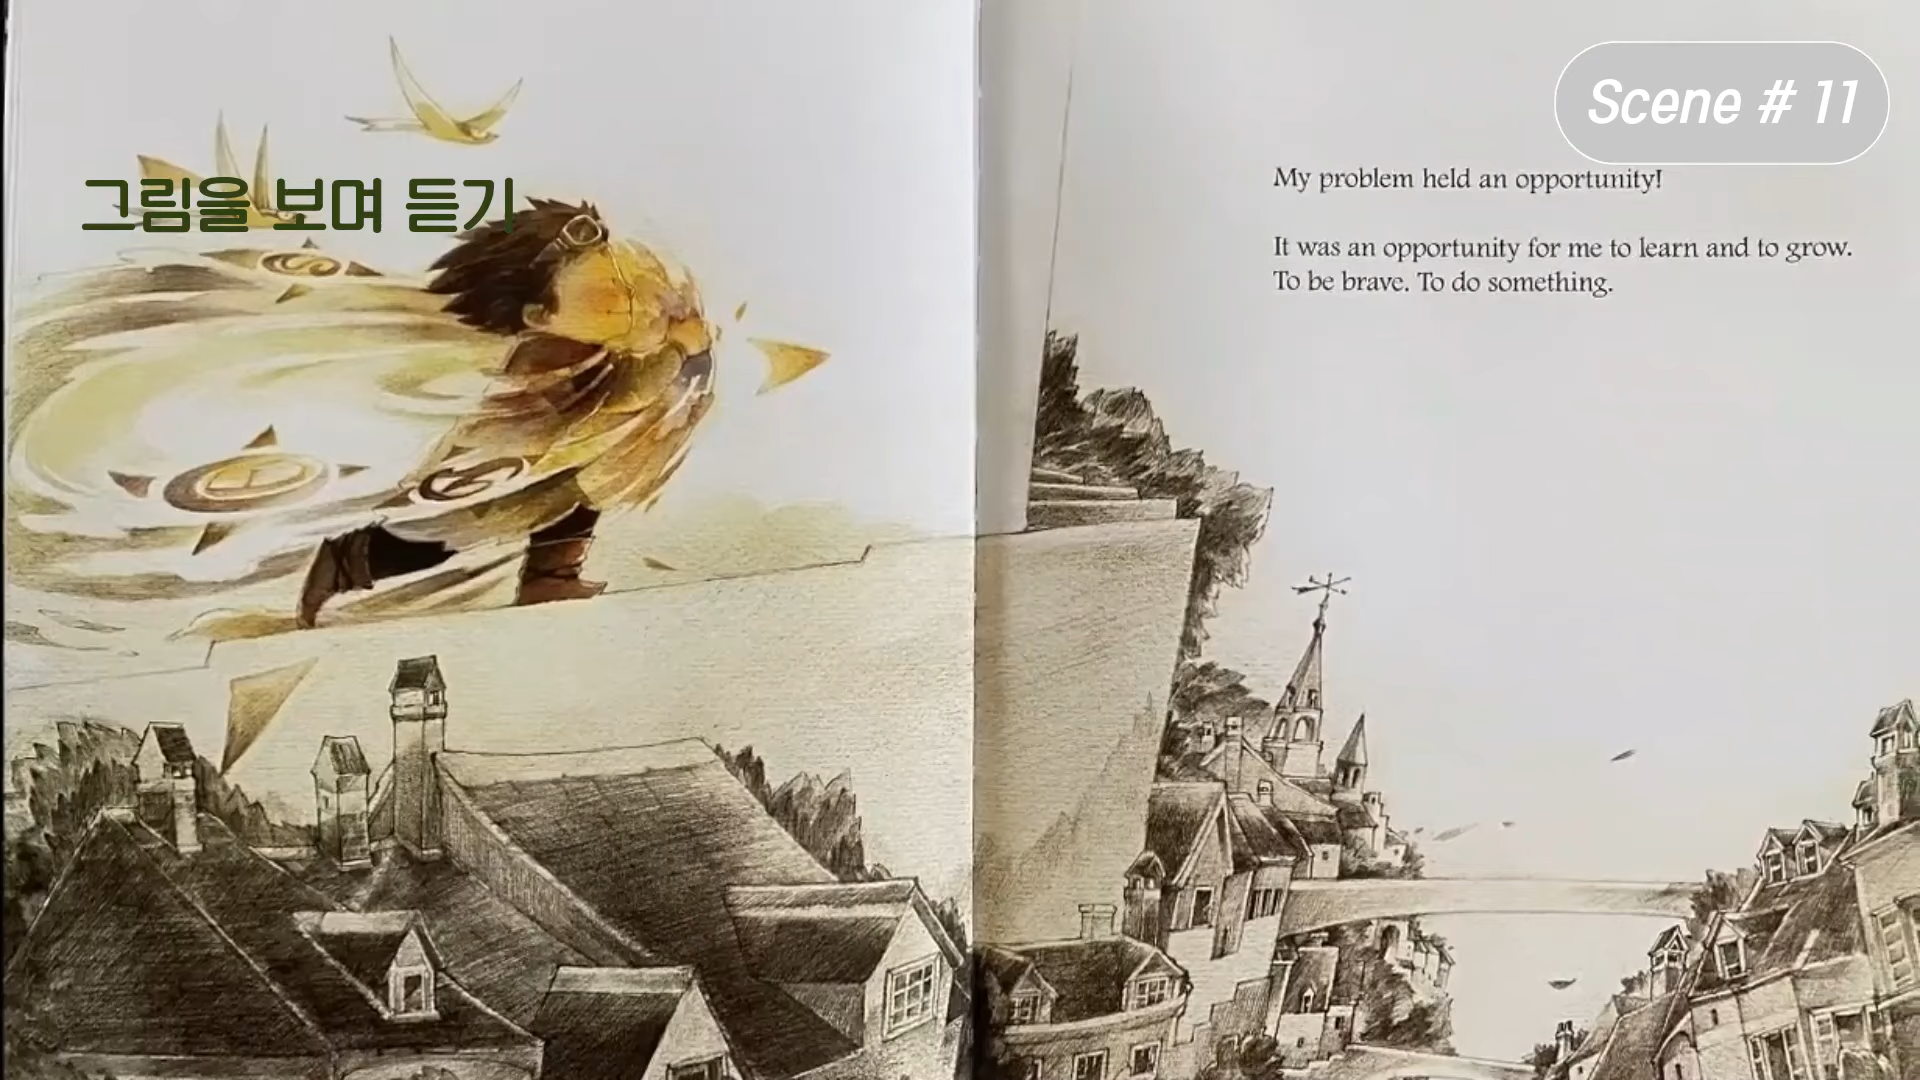 Scene # 11
그림을 보며 듣기
My problem held an opportunity!
It was an opportunity for me to learn and to grow.
To be brave. To do something.